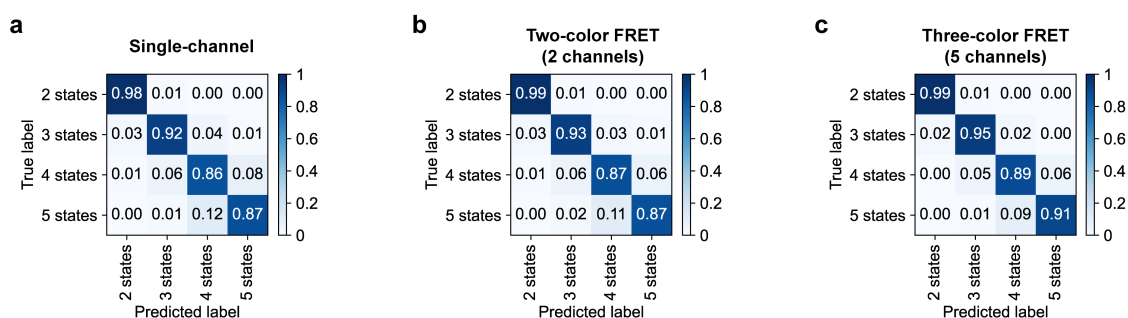 a
Single-channel
1
0.8
0.6
0.4
0.2
0
True label
2 states 0.98 0.01 0.00 0.00
3 states 0.03 0.92 0.04 0.01
4 states 0.01 0.06 0.86 0.08
5 states 0.00 0.01 0.12 0.87
2 states
3 states
4 states
5 states
Predicted label
b
Two-color FRET
(2 channels)
1
0.8
0.6
0.4
0.2
0
True label
2 states 0.99 0.01 0.00 0.00
3 states 0.03 0.93 0.03 0.01
4 states 0.01 0.06 0.87 0.06
5 states 0.00 0.02 0.11 0.87
2 states
3 states
4 states
5 states
Predicted label
c
Three-color FRET
(5 channels)
1
0.8
0.6
0.4
0.2
0
True label
2 states 0.99 0.01 0.00 0.00
3 states 0.02 0.95 0.02 0.00
4 states 0.00 0.05 0.89 0.06
5 states 0.00 0.01 0.09 0.91
2 states
3 states
4 states
5 states
Predicted label